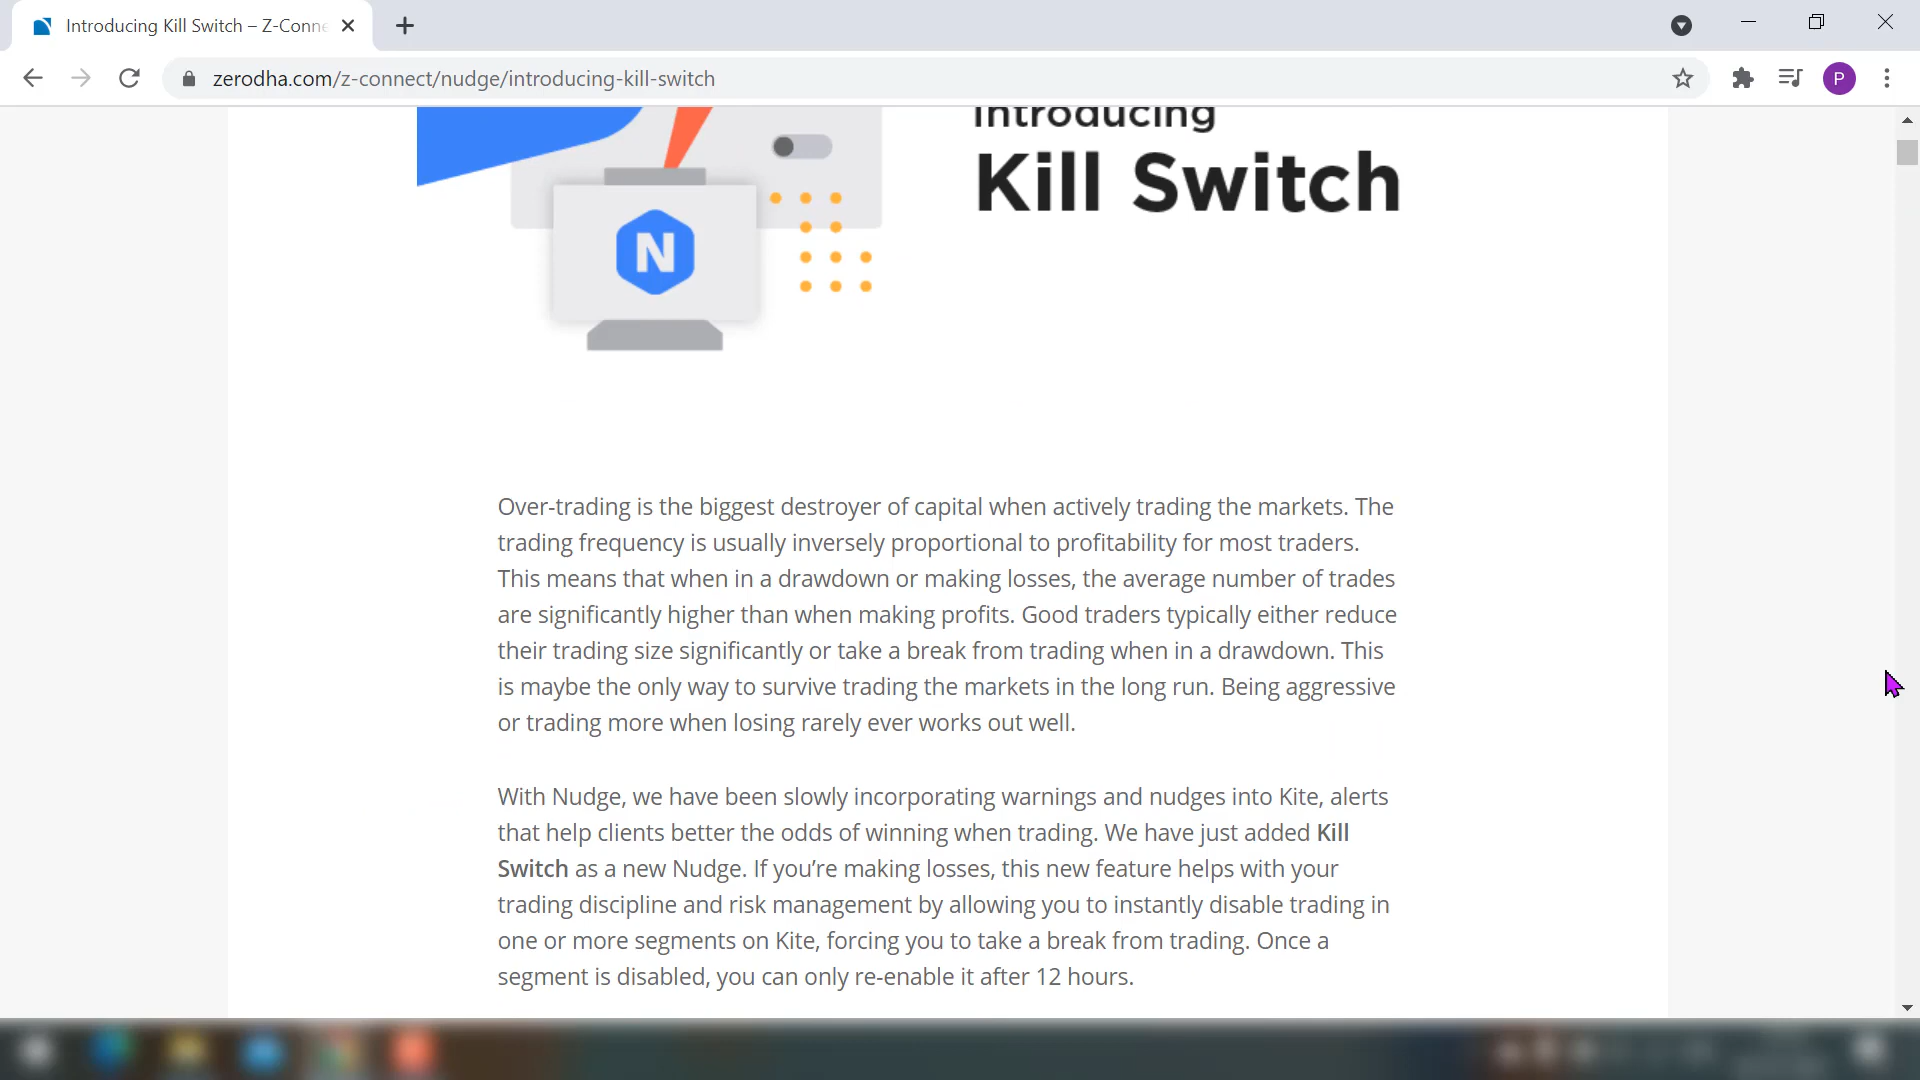 Introducing Kill Switch – Z-Conne
zerodha.com/z-connect/nudge/introducing-kill-switch
P
Introducing
Kill Switch
N
Over-trading is the biggest destroyer of capital when actively trading the markets. The
trading frequency is usually inversely proportional to profitability for most traders.
This means that when in a drawdown or making losses, the average number of trades
are significantly higher than when making profits. Good traders typically either reduce
their trading size significantly or take a break from trading when in a drawdown. This
is maybe the only way to survive trading the markets in the long run. Being aggressive
or trading more when losing rarely ever works out well.
With Nudge, we have been slowly incorporating warnings and nudges into Kite, alerts
that help clients better the odds of winning when trading. We have just added Kill
Switch as a new Nudge. If you’re making losses, this new feature helps with your
trading discipline and risk management by allowing you to instantly disable trading in
one or more segments on Kite, forcing you to take a break from trading. Once a
segment is disabled, you can only re-enable it after 12 hours.